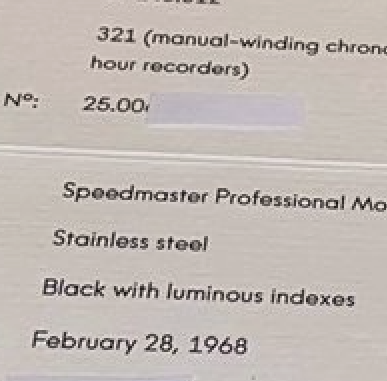 321 (manual-winding chrono
hour recorders)
Nº: 25.00
Speedmaster Professional Mo
Stainless steel
Black with luminous indexes
February 28, 1968